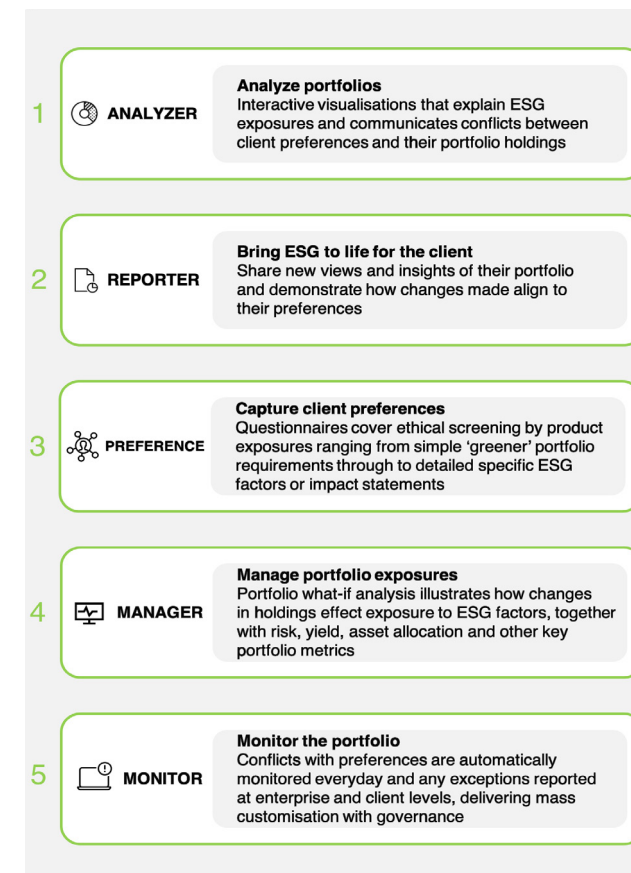 1
ANALYZER
Analyze portfolios
Interactive visualisations that explain ESG
exposures and communicates conflicts between
client preferences and their portfolio holdings
2
REPORTER
Bring ESG to life for the client
Share new views and insights of their portfolio
and demonstrate how changes made align to
their preferences
3
PREFERENCE
Capture client preferences
Questionnaires cover ethical screening by product
exposures ranging from simple ‘greener’ portfolio
requirements through to detailed specific ESG
factors or impact statements
4
MANAGER
Manage portfolio exposures
Portfolio what-if analysis illustrates how changes
in holdings effect exposure to ESG factors, together
with risk, yield, asset allocation and other key
portfolio metrics
5
MONITOR
Monitor the portfolio
Conflicts with preferences are automatically
monitored everyday and any exceptions reported
at enterprise and client levels, delivering mass
customisation with governance